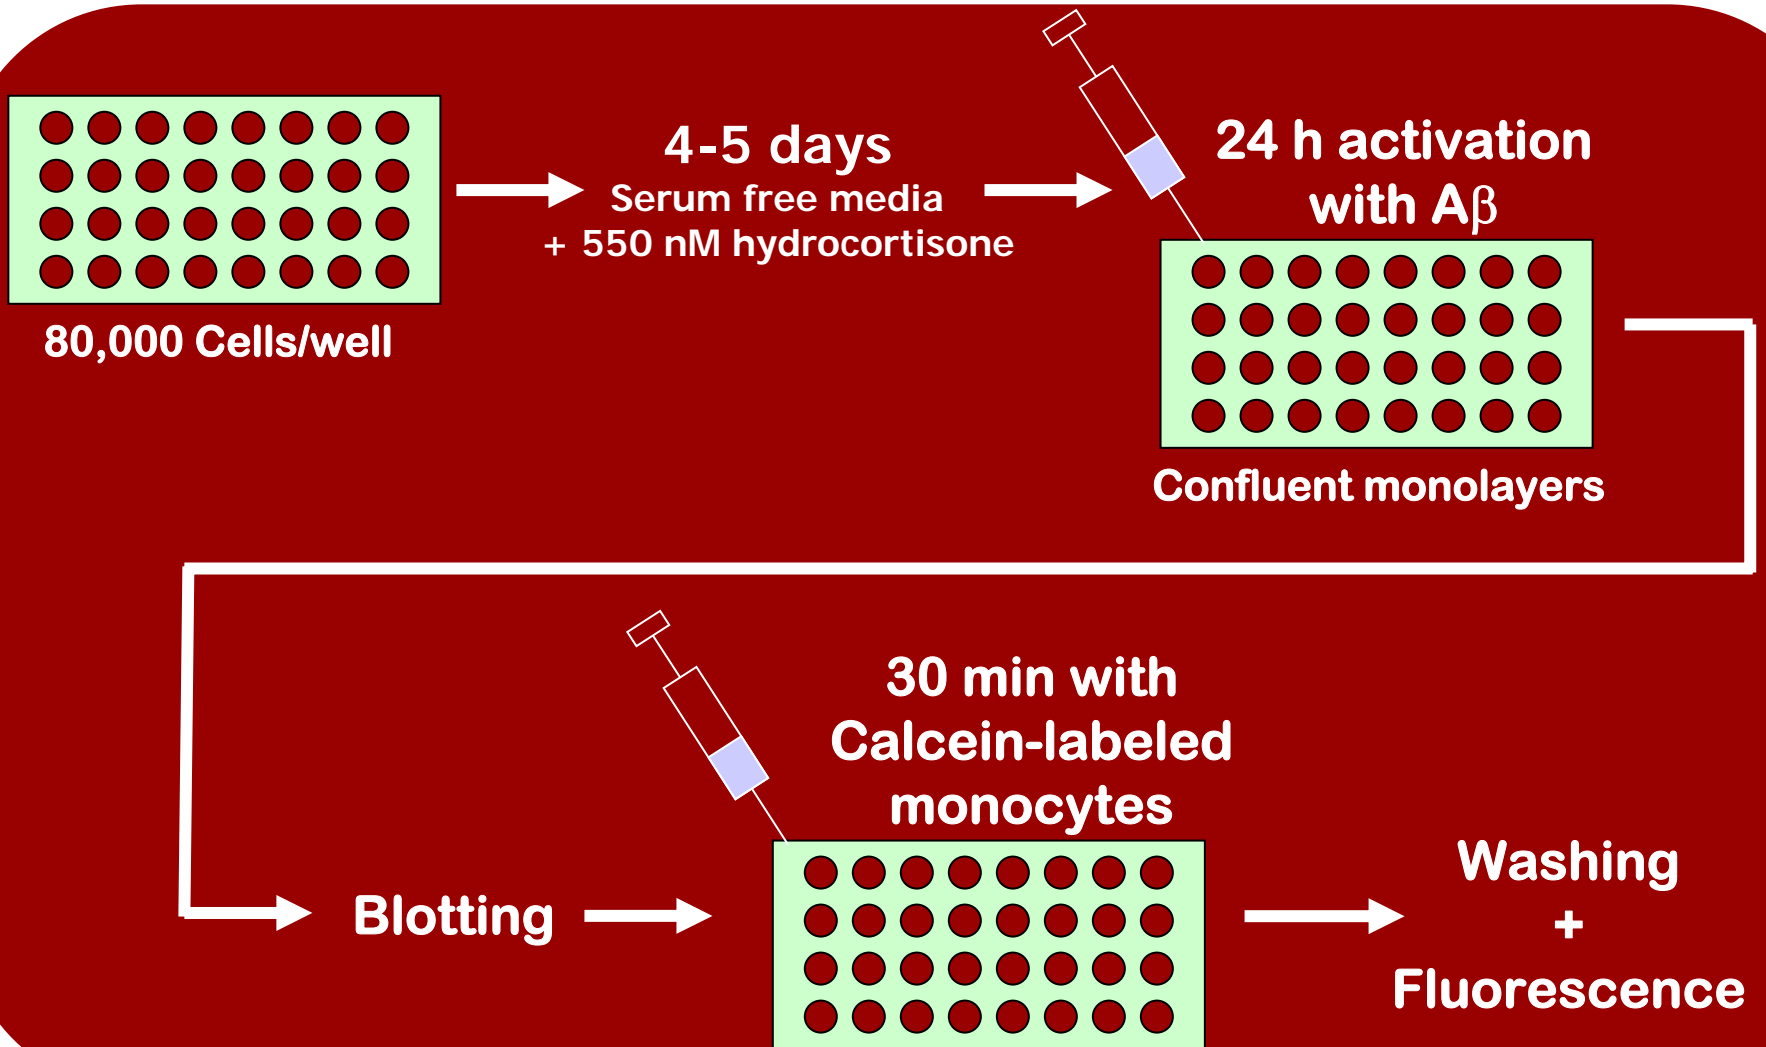 80,000 Cells/well
4-5 days
Serum free media
+ 550 nM hydrocortisone
24 h activation
with Aβ
Confluent monolayers
Blotting
30 min with
Calcein-labeled
monocytes
Washing
+
Fluorescence